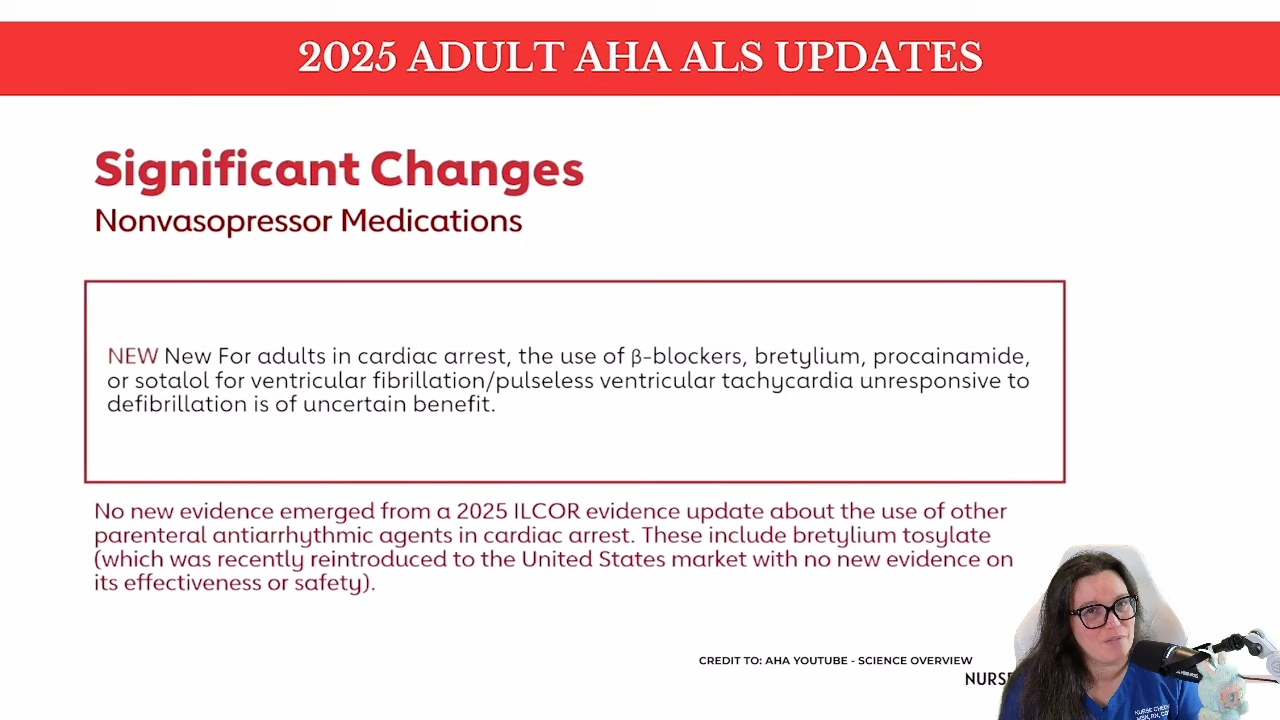 2025 ADULT AHA ALS UPDATES
Significant Changes
Nonvasopressor Medications
NEW New For adults in cardiac arrest, the use of β-blockers, bretylium, procainamide,
or sotalol for ventricular fibrillation/pulseless ventricular tachycardia unresponsive to
defibrillation is of uncertain benefit.
No new evidence emerged from a 2025 ILCOR evidence update about the use of other
parenteral antiarrhythmic agents in cardiac arrest. These include bretylium tosylate
(which was recently reintroduced to the United States market with no new evidence on
its effectiveness or safety).
CREDIT TO: AHA YOUTUBE - SCIENCE OVERVIEW
NURSE